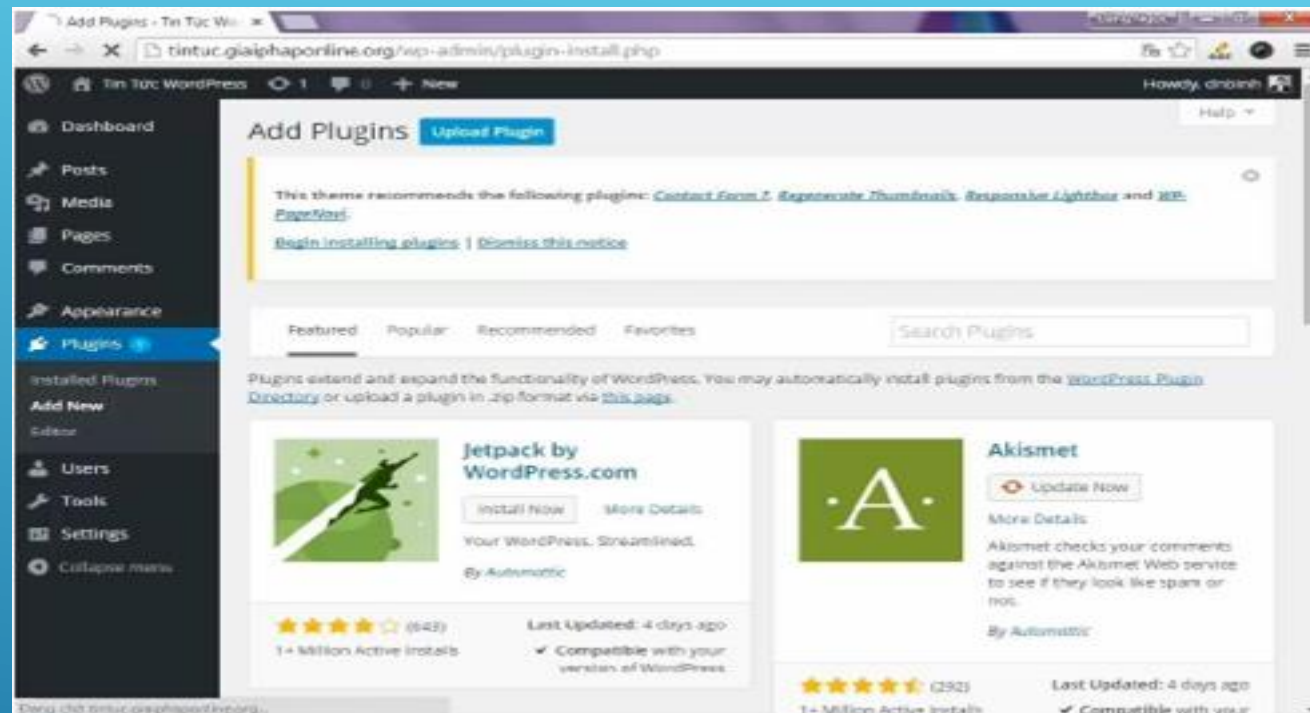 Add Plugins - Tin Tức Wo
tintuc.giaiphaponline.org/wp-admin/plugin-install.php
Tin Tức WordPress 1 0 + New
Howdy, dnbinh
Help
Dashboard
Posts
Media
Pages
Comments
Appearance
Plugins 1
Installed Plugins
Add New
Editor
Users
Tools
Settings
Collapse menu
Add Plugins Upload Plugin
This theme recommends the following plugins: Contact Form 7, Regenerate Thumbnails, Responsive Lightbox and WP-
PageNavi.
Begin installing plugins | Dismiss this notice
Featured Popular Recommended Favorites
Search Plugins
Plugins extend and expand the functionality of WordPress. You may automatically install plugins from the WordPress Plugin
Directory or upload a plugin in .zip format via this page.
Jetpack by
WordPress.com
Install Now More Details
Your WordPress, Streamlined.
By Automattic
(643)
1+ Million Active Installs
Last Updated: 4 days ago
✔ Compatible with your
version of WordPress
A
Akismet
Update Now
More Details
Akismet checks your comments
against the Akismet Web service
to see if they look like spam or
not.
By Automattic
(292)
1+ Million Active Installs
Last Updated: 4 days ago
✔ Compatible with your
Đang chờ tintuc.giaiphaponline.org...